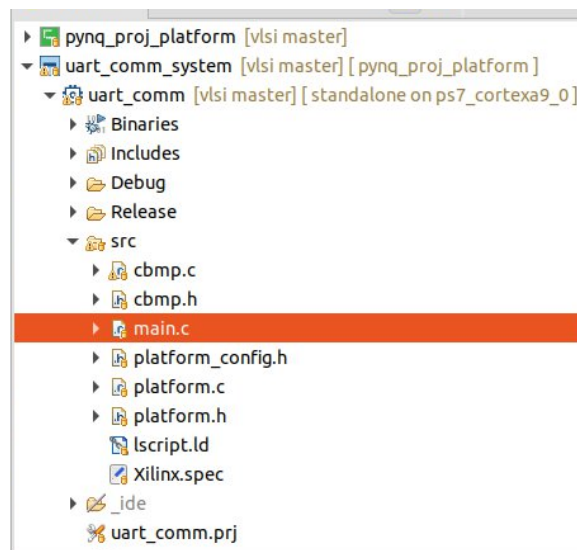 pynq_proj_platform [vlsi master]
uart_comm_system [vlsi master] [ pynq_proj_platform ]
uart_comm [vlsi master] [ standalone on ps7_cortexa9_0 ]
Binaries
Includes
Debug
Release
src
cbmp.c
cbmp.h
main.c
platform_config.h
platform.c
platform.h
lscript.ld
Xilinx.spec
_ide
uart_comm.prj